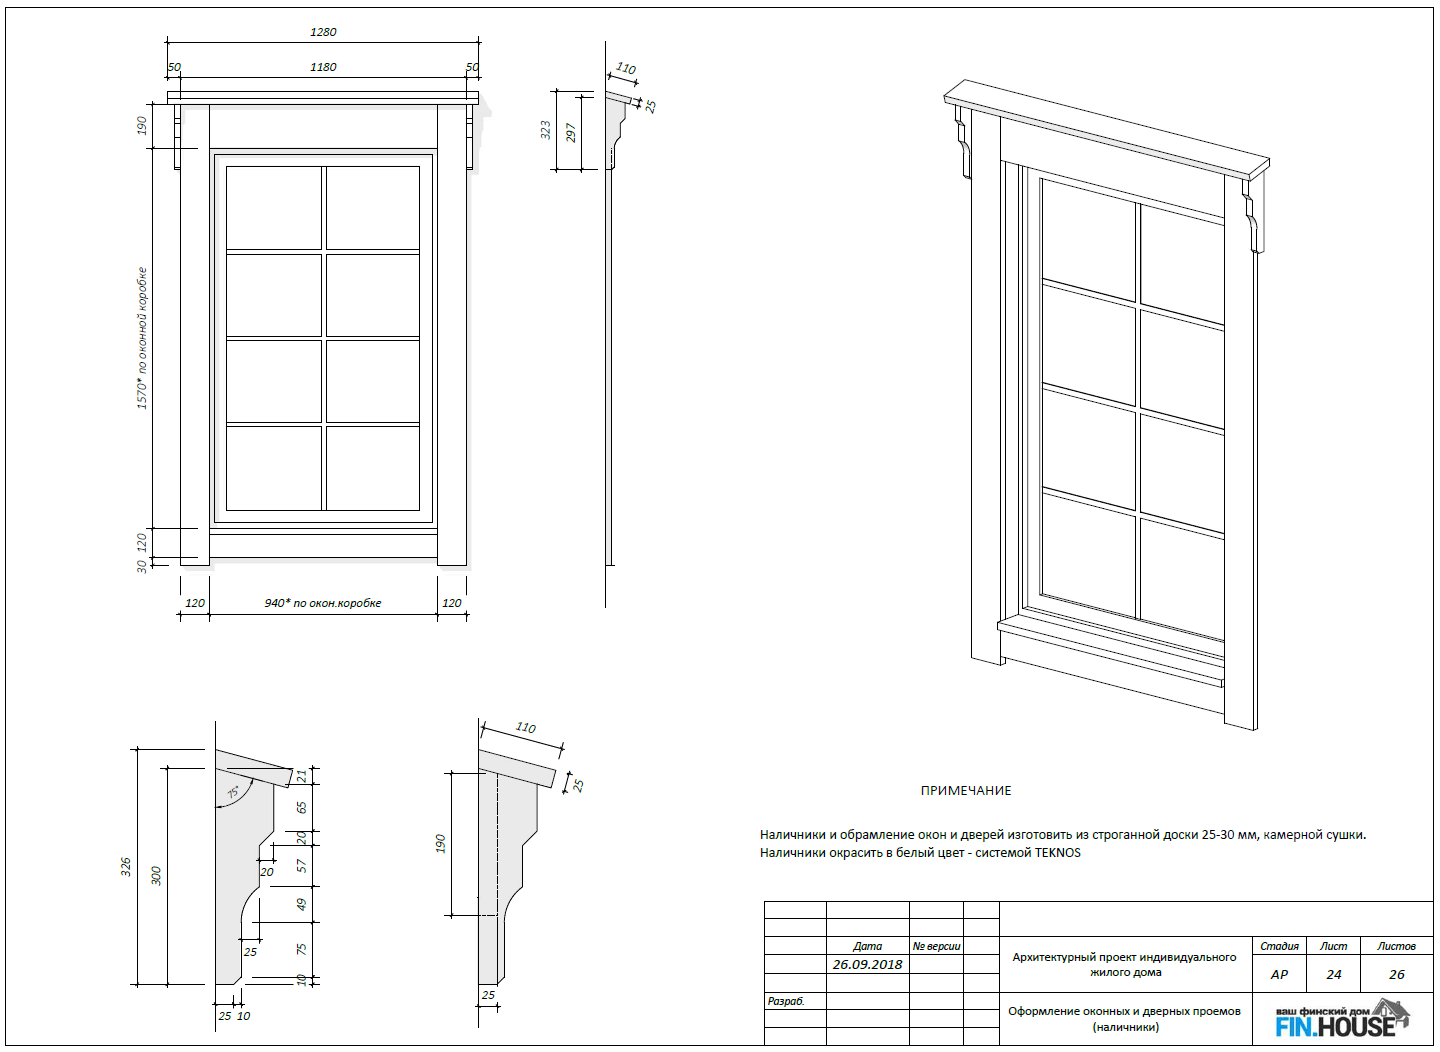 1280
50
1180
50
190
1570* по оконной коробке
120
30
120
940* по окон.коробке
120
110
25
323
297
326
300
75°
21
65
20
20
57
49
25
75
10
25
10
110
25
190
25
ПРИМЕЧАНИЕ
Наличники и обрамление окон и дверей изготовить из строганной доски 25-30 мм, камерной сушки.
Наличники окрасить в белый цвет - системой TEKNOS
Дата
№ версии
26.09.2018
Разраб.
Архитектурный проект индивидуального
жилого дома
Стадия
Лист
Листов
АР
24
26
Оформление оконных и дверных проемов
(наличники)
ваш финский дом
FIN.HOUSE